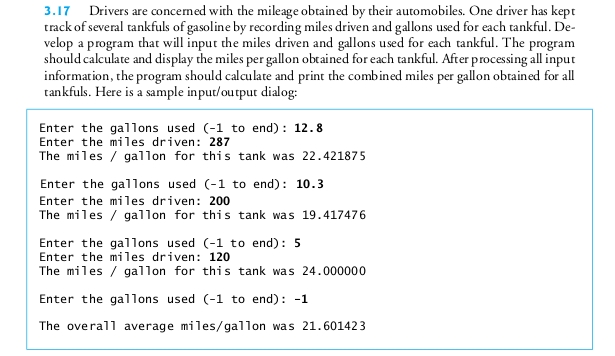 3.17 Drivers are concerned with the mileage obtained by their automobiles. One driver has kept
track of several tankfuls of gasoline by recording miles driven and gallons used for each tankful. De-
velop a program that will input the miles driven and gallons used for each tankful. The program
should calculate and display the miles per gallon obtained for each tankful. After processing all input
information, the program should calculate and print the combined miles per gallon obtained for all
tankfuls. Here is a sample input/output dialog:
Enter the gallons used (-1 to end): 12.8
Enter the miles driven: 287
The miles / gallon for this tank was 22.421875
Enter the gallons used (-1 to end): 10.3
Enter the miles driven: 200
The miles / gallon for this tank was 19.417476
Enter the gallons used (-1 to end): 5
Enter the miles driven: 120
The miles / gallon for this tank was 24.000000
Enter the gallons used (-1 to end): -1
The overall average miles/gallon was 21.601423